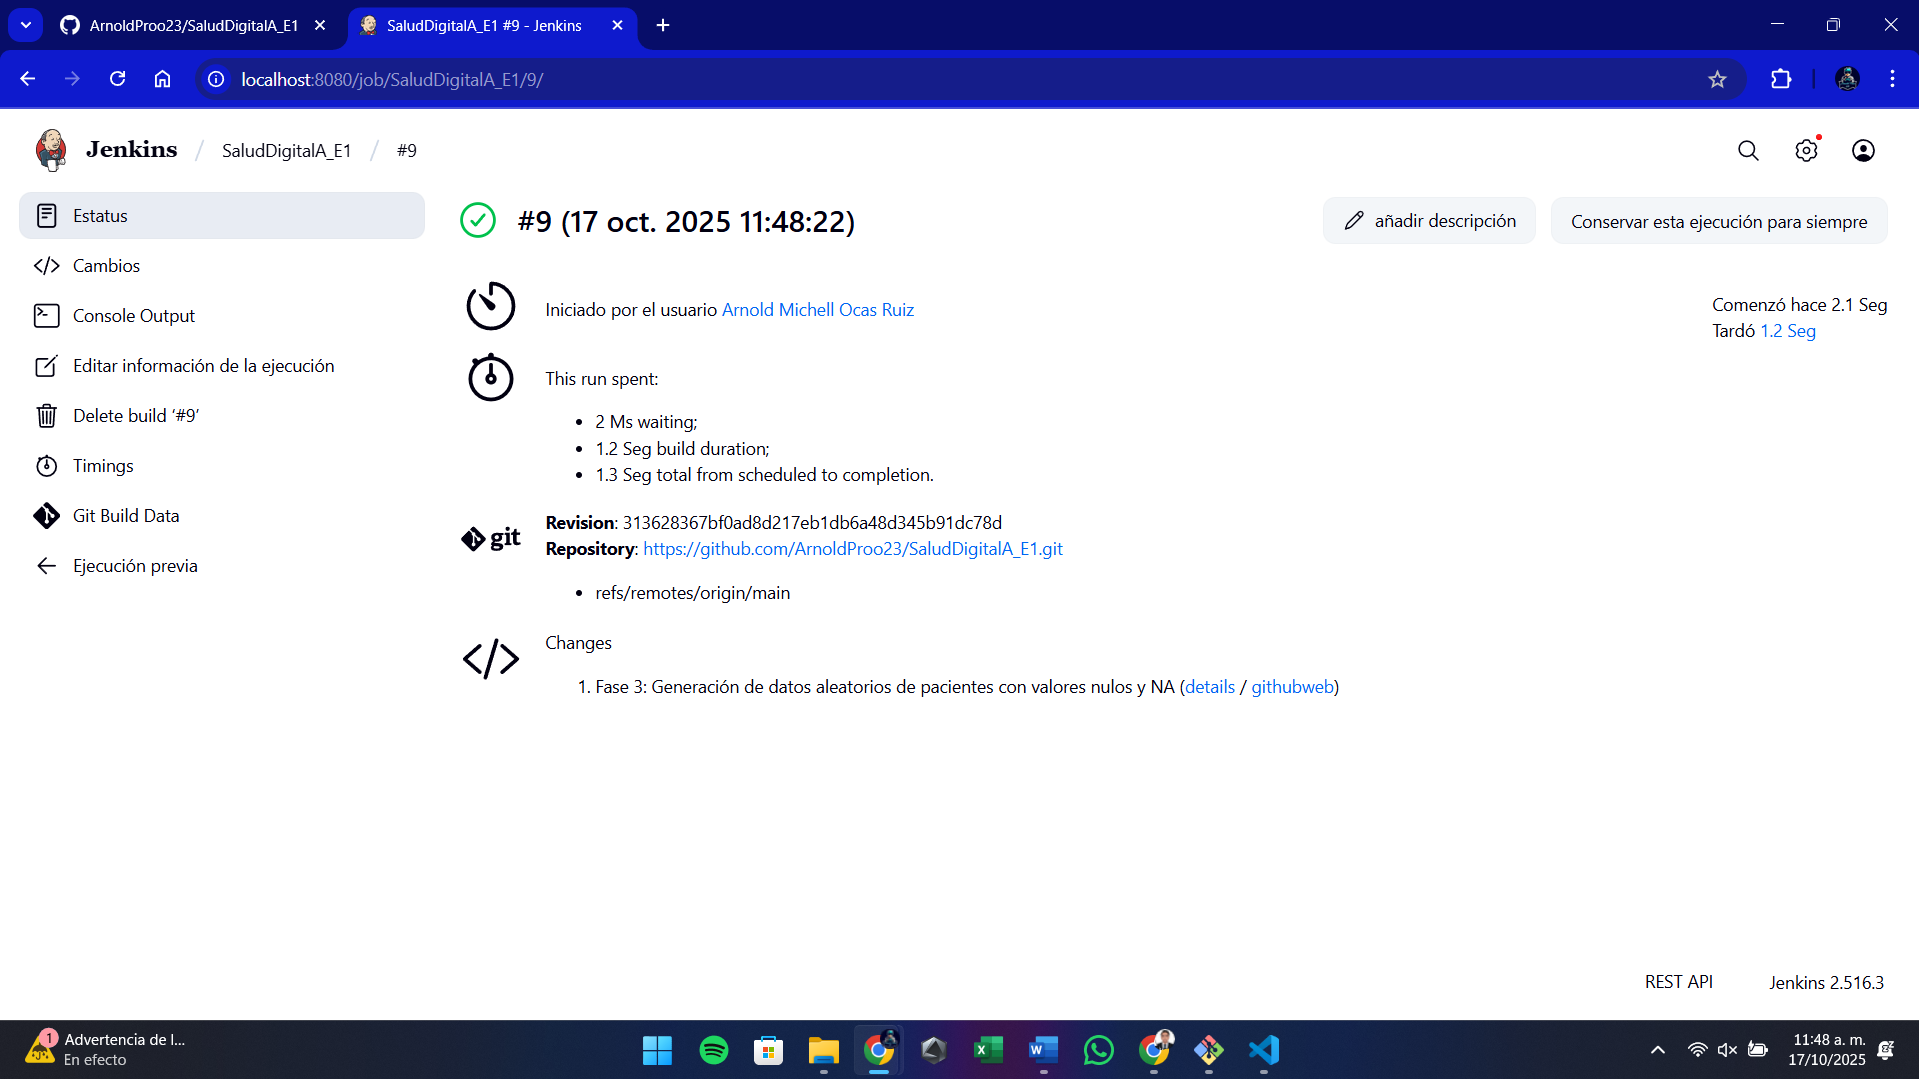 ArnoldProo23/SaludDigitalA_E1
SaludDigitalA_E1 #9 - Jenkins
localhost:8080/job/SaludDigitalA_E1/9/
Jenkins / SaludDigitalA_E1 / #9
Estatus
Cambios
Console Output
Editar información de la ejecución
Delete build ‘#9’
Timings
Git Build Data
Ejecución previa
#9 (17 oct. 2025 11:48:22)
añadir descripción
Conservar esta ejecución para siempre
Iniciado por el usuario Arnold Michell Ocas Ruiz
Comenzó hace 2.1 Seg
Tardó 1.2 Seg
This run spent:
• 2 Ms waiting;
• 1.2 Seg build duration;
• 1.3 Seg total from scheduled to completion.
git
Revision: 313628367bf0ad8d217eb1db6a48d345b91dc78d
Repository: https://github.com/ArnoldProo23/SaludDigitalA_E1.git
• refs/remotes/origin/main
Changes
1. Fase 3: Generación de datos aleatorios de pacientes con valores nulos y NA (details / githubweb)
REST API
Jenkins 2.516.3
1
Advertencia de l...
En efecto
11:48 a. m.
17/10/2025